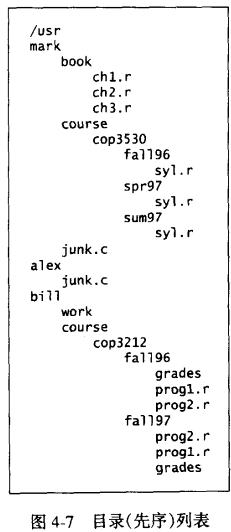 /usr
mark
book
ch1.r
ch2.r
ch3.r
course
cop3530
fall96
syl.r
spr97
syl.r
sum97
syl.r
junk.c
alex
junk.c
bill
work
course
cop3212
fall96
grades
prog1.r
prog2.r
fall97
prog2.r
prog1.r
grades
图 4-7 目录(先序)列表